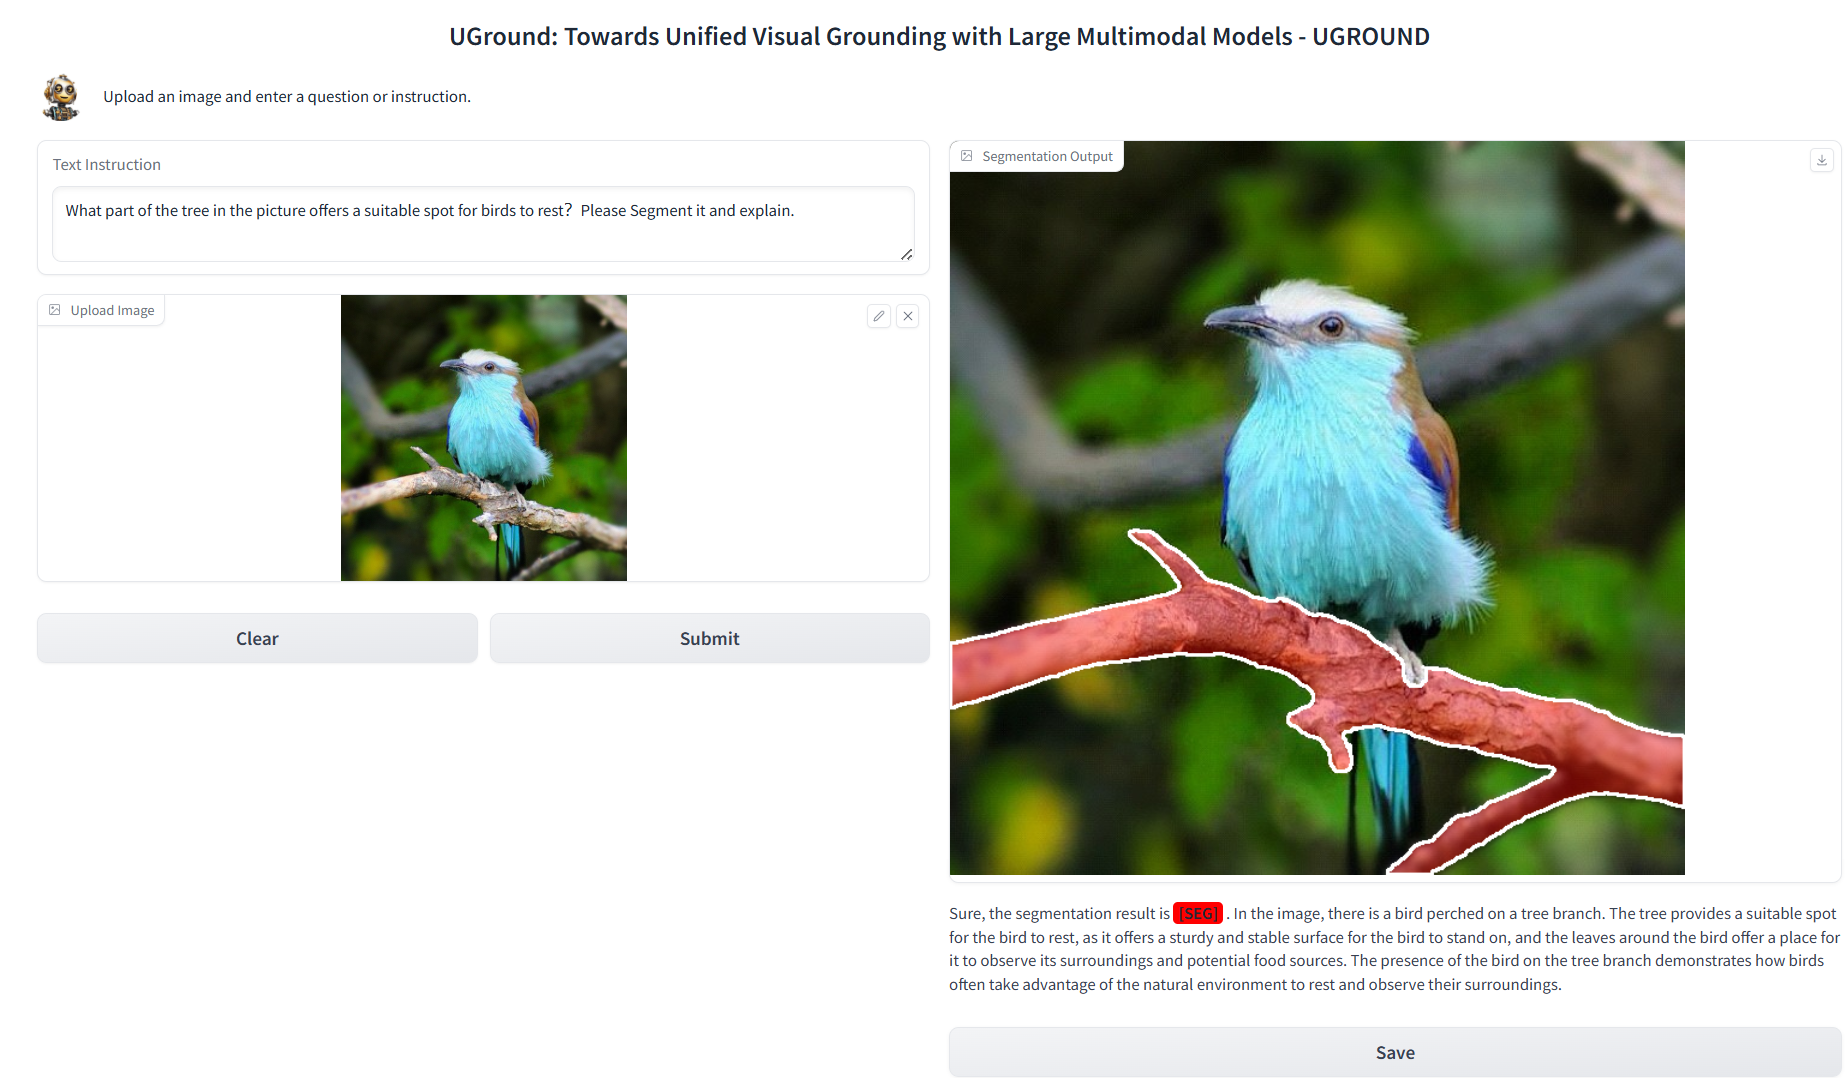 UGround: Towards Unified Visual Grounding with Large Multimodal Models - UGROUND
Upload an image and enter a question or instruction.
Text Instruction
What part of the tree in the picture offers a suitable spot for birds to rest?  Please Segment it and explain.
Upload Image
Clear
Submit
Segmentation Output
Sure, the segmentation result is [SEG] . In the image, there is a bird perched on a tree branch. The tree provides a suitable spot
for the bird to rest, as it offers a sturdy and stable surface for the bird to stand on, and the leaves around the bird offer a place for
it to observe its surroundings and potential food sources. The presence of the bird on the tree branch demonstrates how birds
often take advantage of the natural environment to rest and observe their surroundings.
Save